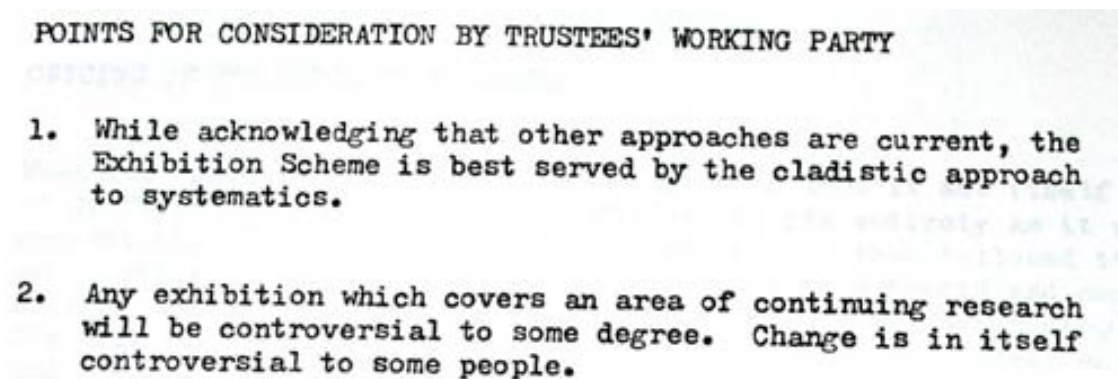 POINTS FOR CONSIDERATION BY TRUSTEES' WORKING PARTY
1. While acknowledging that other approaches are current, the
Exhibition Scheme is best served by the cladistic approach
to systematics.
2. Any exhibition which covers an area of continuing research
will be controversial to some degree. Change is in itself
controversial to some people.